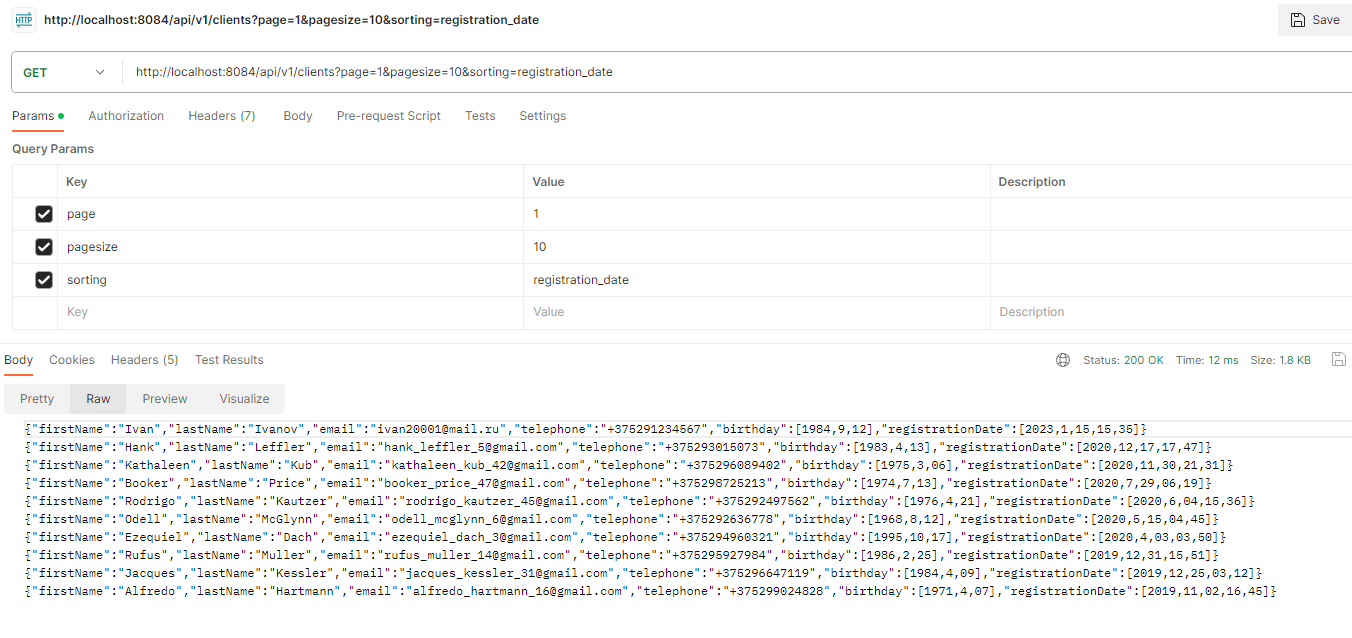 HTTP http://localhost:8084/api/v1/clients?page=1&pagesize=10&sorting=registration_date Save
GET http://localhost:8084/api/v1/clients?page=1&pagesize=10&sorting=registration_date
Params Authorization Headers (7) Body Pre-request Script Tests Settings
Query Params
Key Value Description
page 1
pagesize 10
sorting registration_date
Key Value Description
Body Cookies Headers (5) Test Results Status: 200 OK Time: 12 ms Size: 1.8 KB
Pretty Raw Preview Visualize
{"firstName":"Ivan","lastName":"Ivanov","email":"ivan20001@mail.ru","telephone":"+375291234567","birthday":[1984,9,12],"registrationDate":[2023,1,15,15,35]}
{"firstName":"Hank","lastName":"Leffler","email":"hank_leffler_5@gmail.com","telephone":"+375293015073","birthday":[1983,4,13],"registrationDate":[2020,12,17,17,47]}
{"firstName":"Kathaleen","lastName":"Kub","email":"kathaleen_kub_42@gmail.com","telephone":"+375296089402","birthday":[1975,3,06],"registrationDate":[2020,11,30,21,31]}
{"firstName":"Booker","lastName":"Price","email":"booker_price_47@gmail.com","telephone":"+375298725213","birthday":[1974,7,13],"registrationDate":[2020,7,29,06,19]}
{"firstName":"Rodrigo","lastName":"Kautzer","email":"rodrigo_kautzer_45@gmail.com","telephone":"+375292497562","birthday":[1976,4,21],"registrationDate":[2020,6,04,15,36]}
{"firstName":"Odell","lastName":"McGlynn","email":"odell_mcglynn_6@gmail.com","telephone":"+375292636778","birthday":[1968,8,12],"registrationDate":[2020,5,15,04,45]}
{"firstName":"Ezequiel","lastName":"Dach","email":"ezequiel_dach_3@gmail.com","telephone":"+375294960321","birthday":[1995,10,17],"registrationDate":[2020,4,03,03,50]}
{"firstName":"Rufus","lastName":"Muller","email":"rufus_muller_14@gmail.com","telephone":"+375295927984","birthday":[1986,2,25],"registrationDate":[2019,12,31,15,51]}
{"firstName":"Jacques","lastName":"Kessler","email":"jacques_kessler_31@gmail.com","telephone":"+375296647119","birthday":[1984,4,09],"registrationDate":[2019,12,25,03,12]}
{"firstName":"Alfredo","lastName":"Hartmann","email":"alfredo_hartmann_16@gmail.com","telephone":"+375299024828","birthday":[1971,4,07],"registrationDate":[2019,11,02,16,45]}